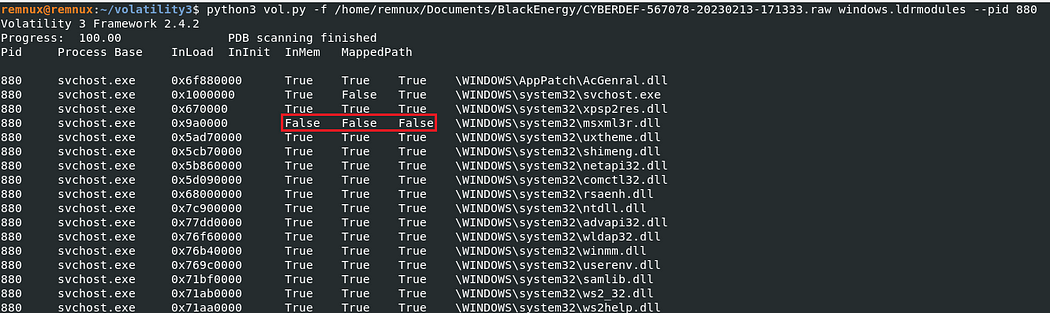 remnux@remnux:~/volatility3$ python3 vol.py -f /home/remnux/Documents/BlackEnergy/CYBERDEF-567078-20230213-171333.raw windows.ldrmodules --pid 880
Volatility 3 Framework 2.4.2
Progress:  100.00               PDB scanning finished
Pid     Process Base    InLoad  InInit  InMem   MappedPath
880     svchost.exe     0x6f880000      True    True    True    \WINDOWS\AppPatch\AcGenral.dll
880     svchost.exe     0x1000000       True    False   True    \WINDOWS\system32\svchost.exe
880     svchost.exe     0x670000        True    True    True    \WINDOWS\system32\xpsp2res.dll
880     svchost.exe     0x9a0000        False   False   False   \WINDOWS\system32\msxml3r.dll
880     svchost.exe     0x5ad70000      True    True    True    \WINDOWS\system32\uxtheme.dll
880     svchost.exe     0x5cb70000      True    True    True    \WINDOWS\system32\shimeng.dll
880     svchost.exe     0x5b860000      True    True    True    \WINDOWS\system32\netapi32.dll
880     svchost.exe     0x5d090000      True    True    True    \WINDOWS\system32\comctl32.dll
880     svchost.exe     0x68000000      True    True    True    \WINDOWS\system32\rsaenh.dll
880     svchost.exe     0x7c900000      True    True    True    \WINDOWS\system32\ntdll.dll
880     svchost.exe     0x77dd0000      True    True    True    \WINDOWS\system32\advapi32.dll
880     svchost.exe     0x76f60000      True    True    True    \WINDOWS\system32\wldap32.dll
880     svchost.exe     0x76b40000      True    True    True    \WINDOWS\system32\winmm.dll
880     svchost.exe     0x769c0000      True    True    True    \WINDOWS\system32\userenv.dll
880     svchost.exe     0x71bf0000      True    True    True    \WINDOWS\system32\samlib.dll
880     svchost.exe     0x71ab0000      True    True    True    \WINDOWS\system32\ws2_32.dll
880     svchost.exe     0x71aa0000      True    True    True    \WINDOWS\system32\ws2help.dll